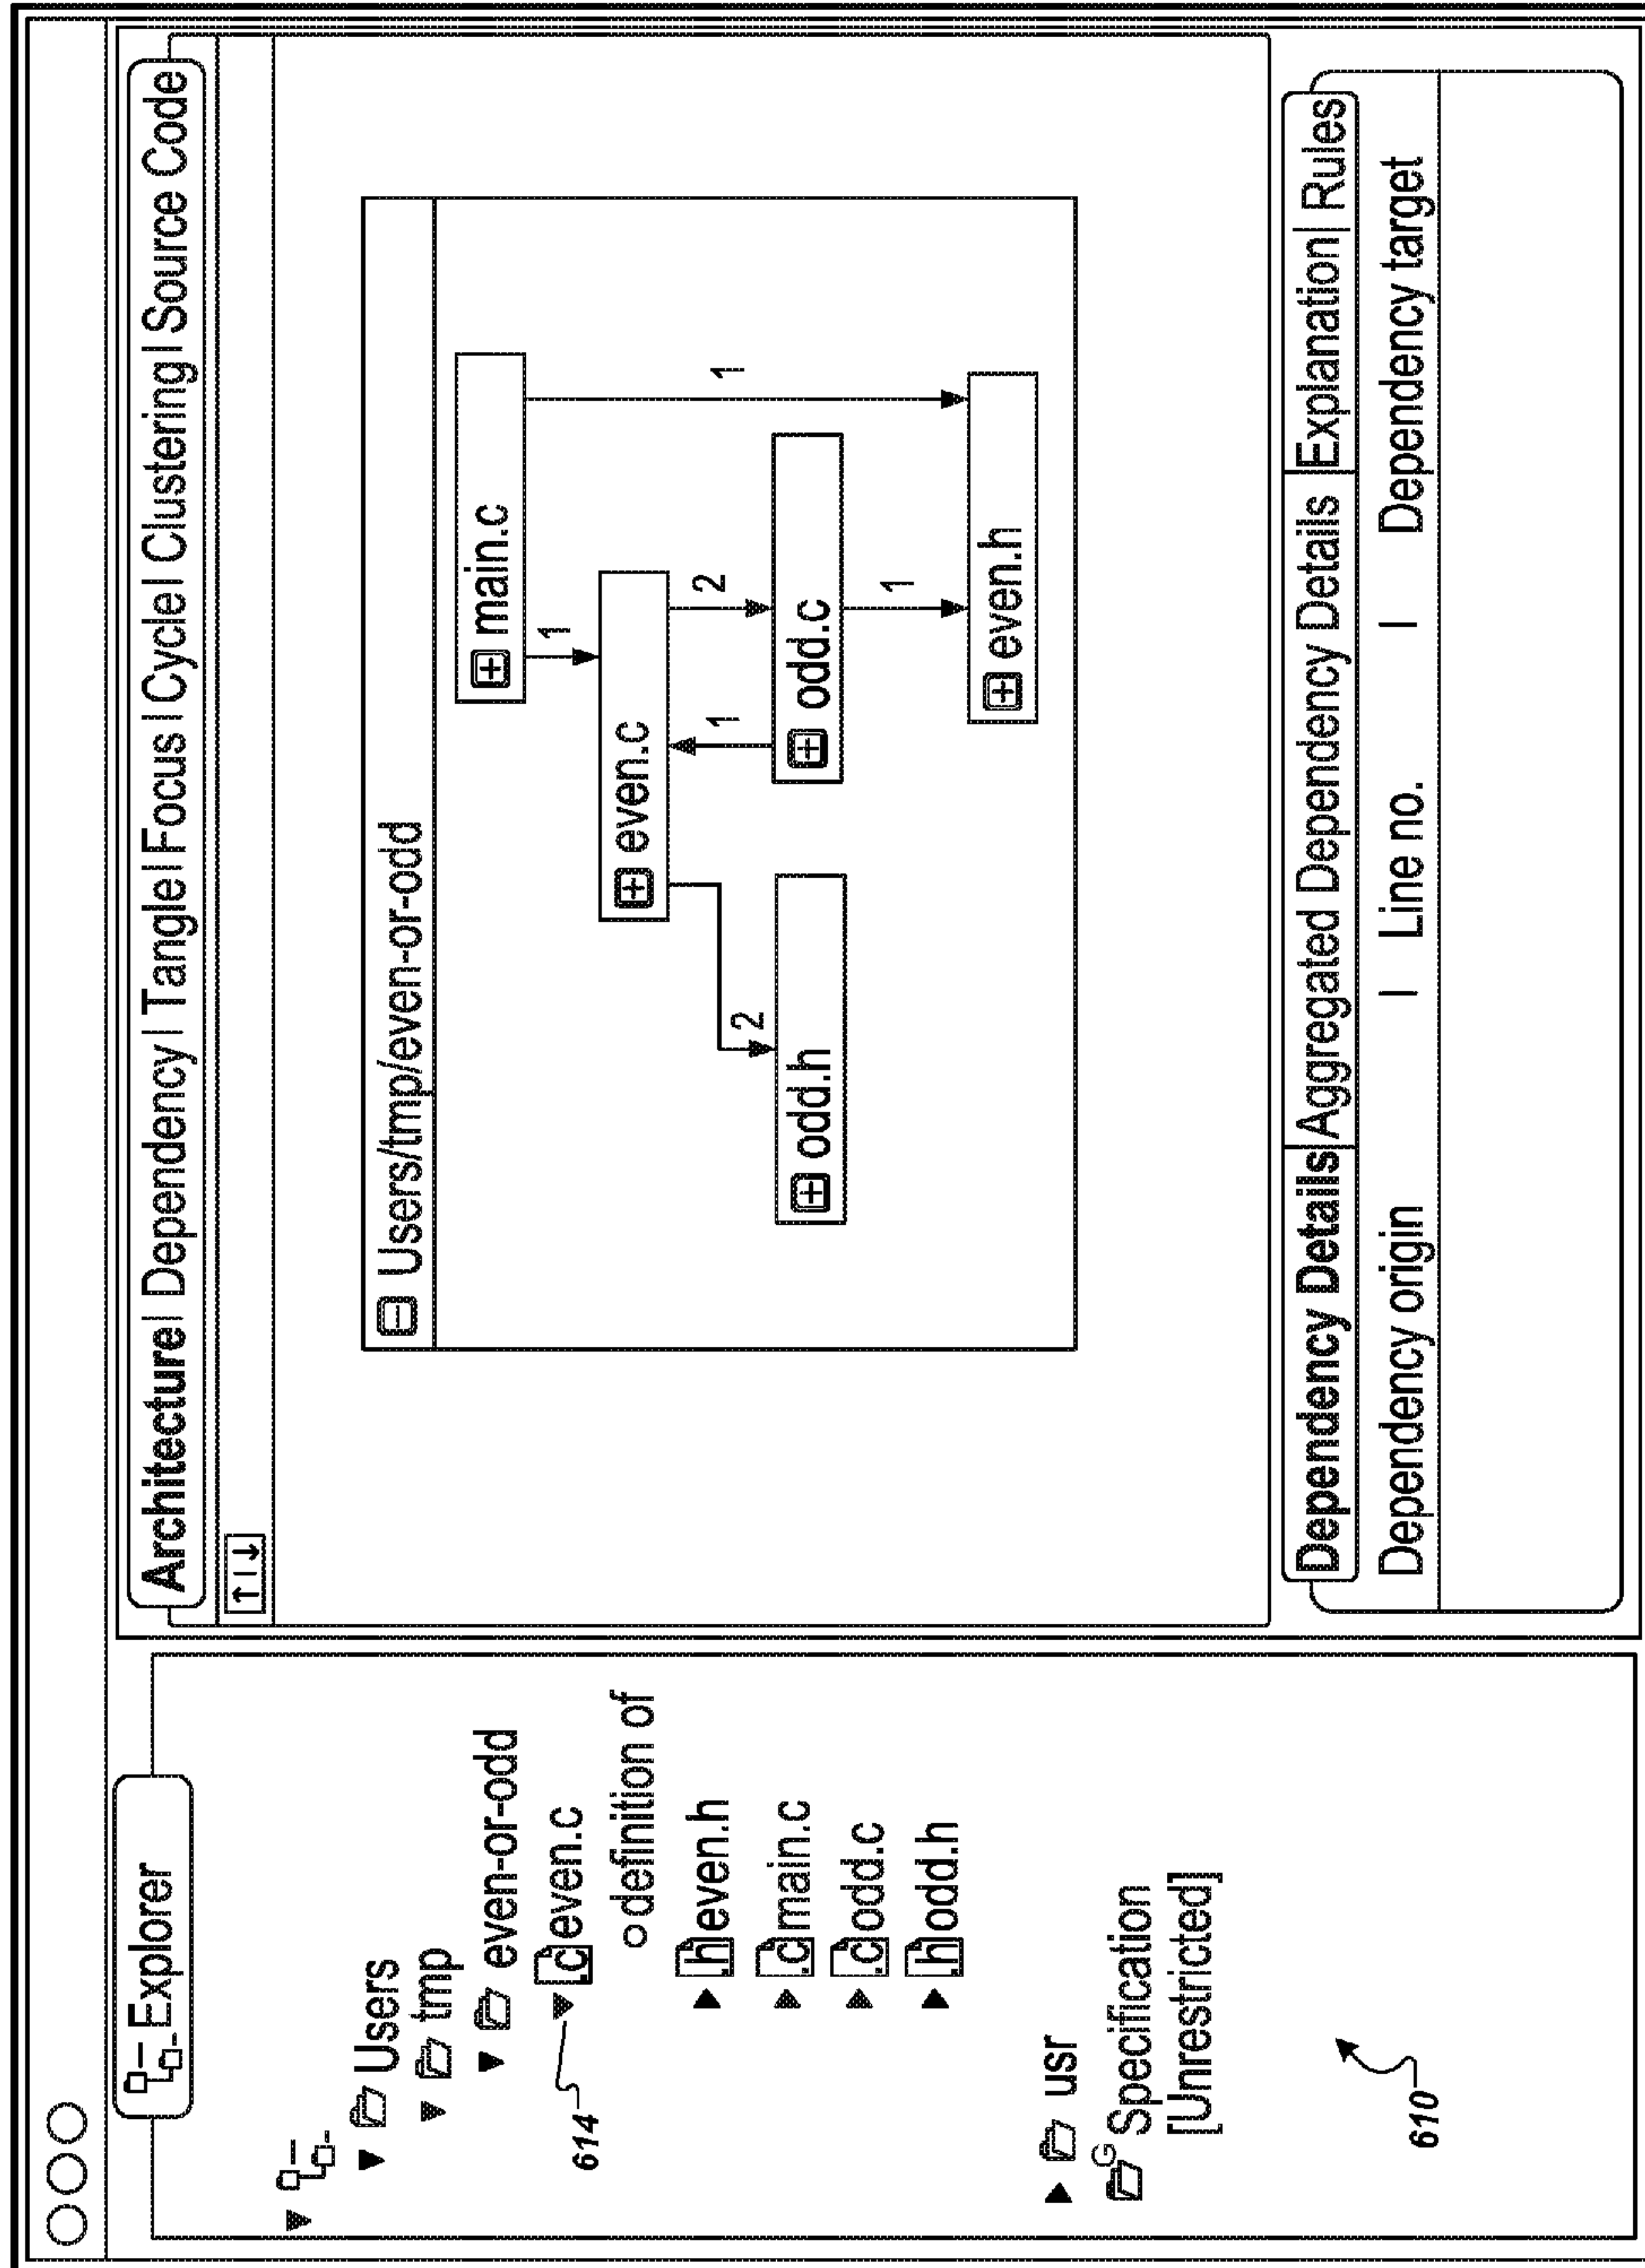 Explorer
Users
tmp
even-or-odd
614
.c even.c
definition of
.h even.h
.c main.c
.c odd.c
.h odd.h
usr
G
Specification
[Unrestricted]
610
Architecture | Dependency | Tangle | Focus | Cycle | Clustering | Source Code
↑|↓
Users/tmp/even-or-odd
main.c
1
1
even.c
1
2
2
odd.h
odd.c
1
even.h
Dependency Details | Aggregated Dependency Details | Explanation | Rules
Dependency origin | Line no. | Dependency target